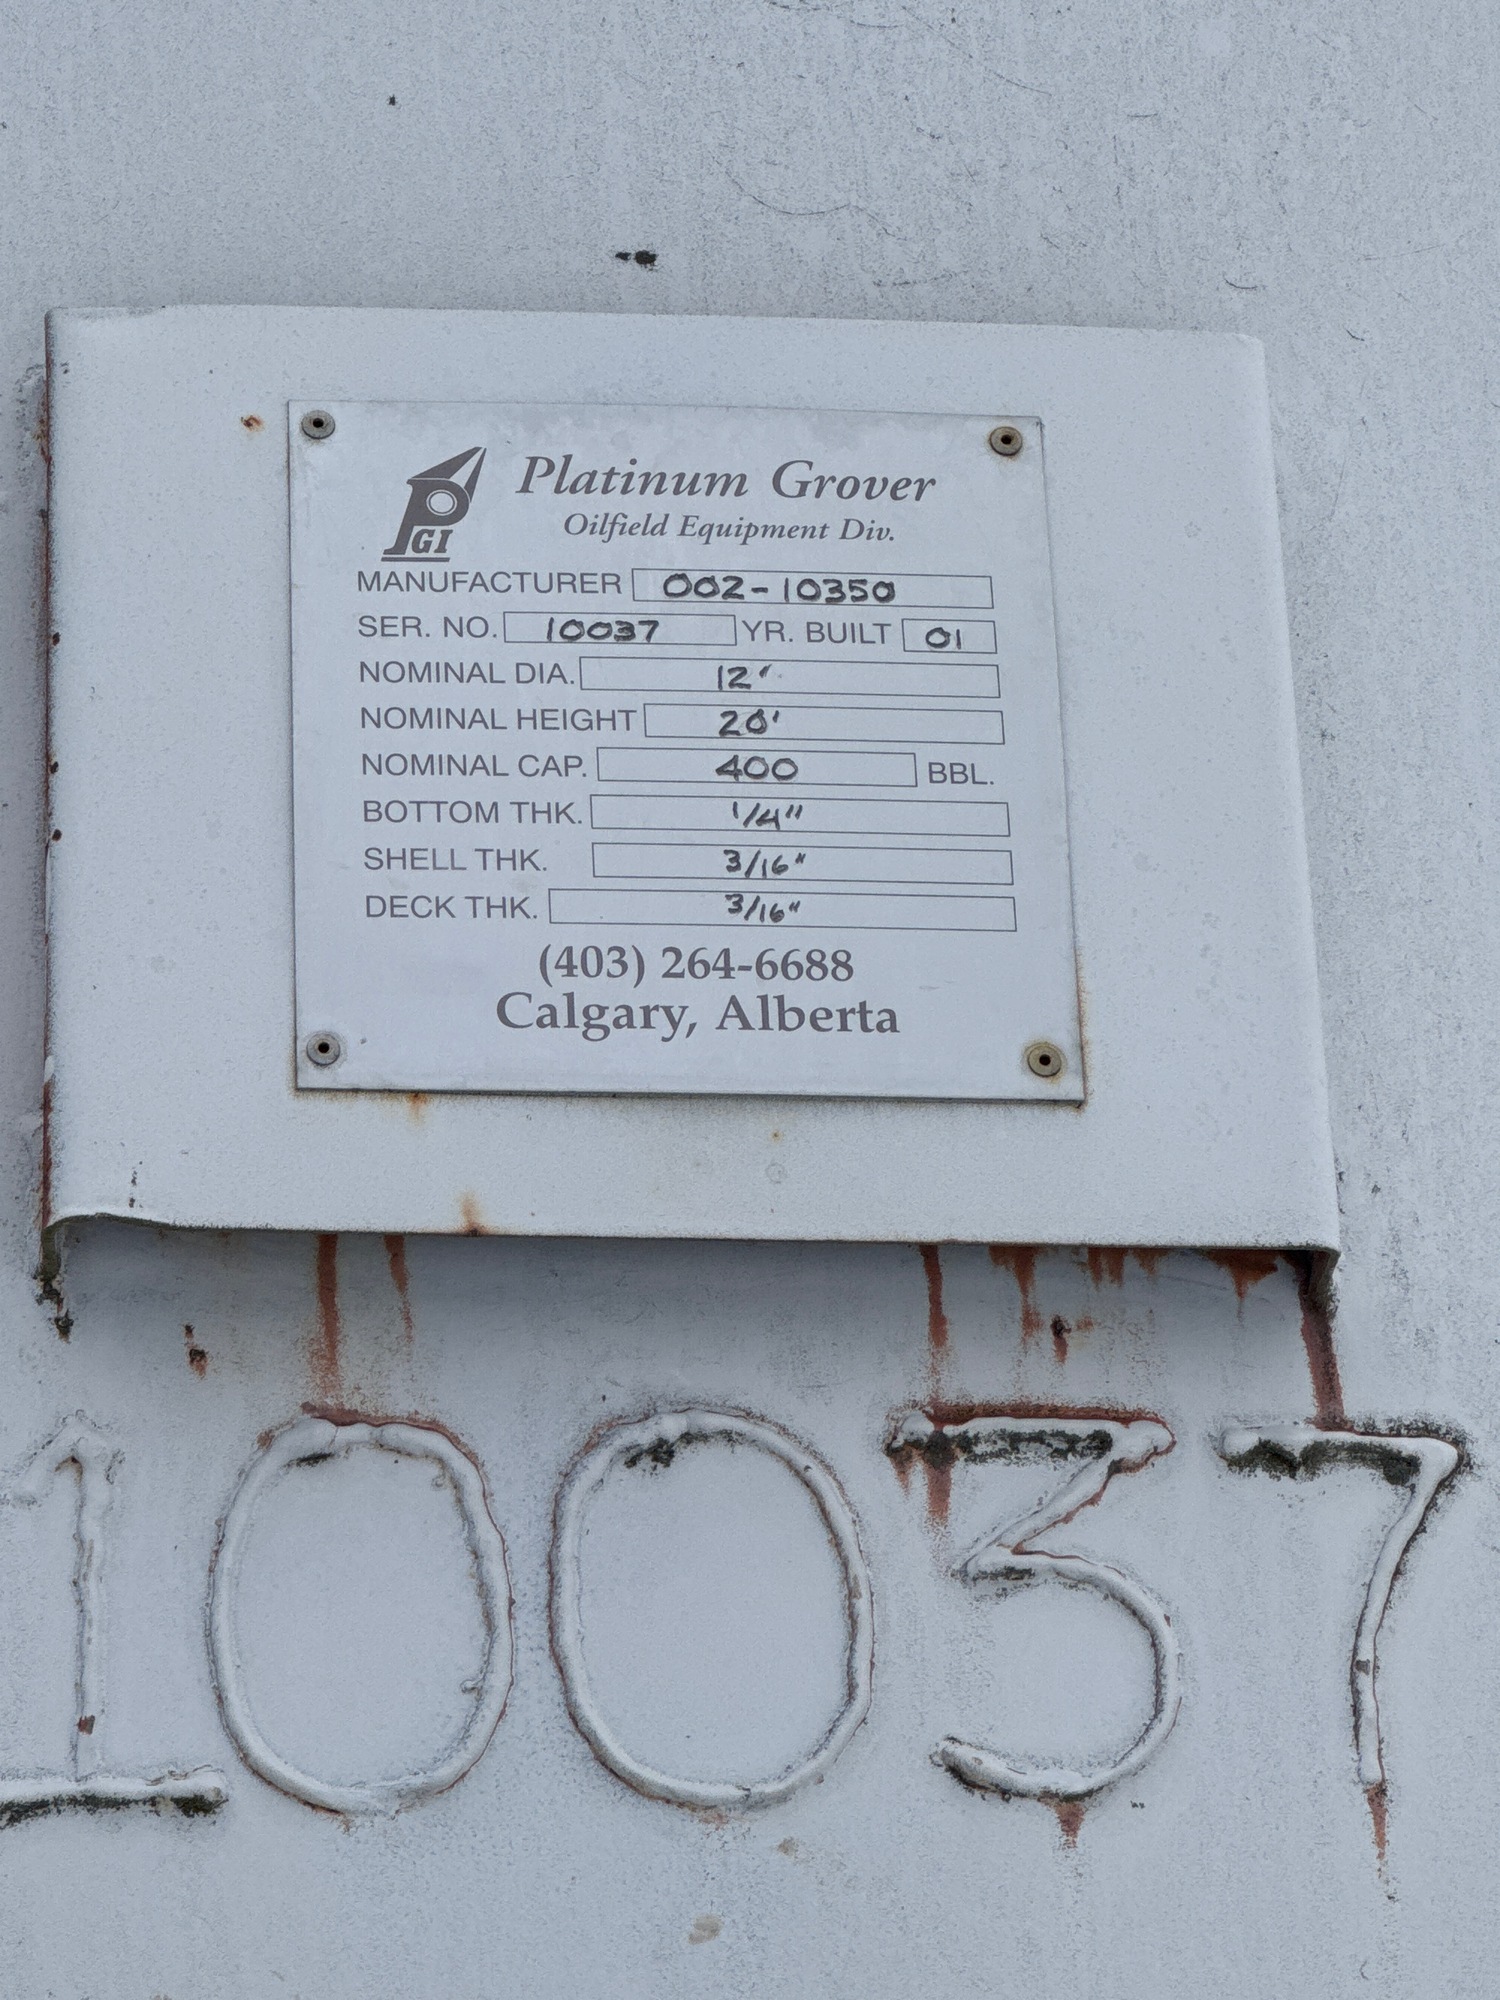 PGI
Platinum Grover
Oilfield Equipment Div.
MANUFACTURER 002-10350
SER. NO. 10037 YR. BUILT 01
NOMINAL DIA. 12'
NOMINAL HEIGHT 20'
NOMINAL CAP. 400 BBL.
BOTTOM THK. 1/4"
SHELL THK. 3/16"
DECK THK. 3/16"
(403) 264-6688
Calgary, Alberta
10037